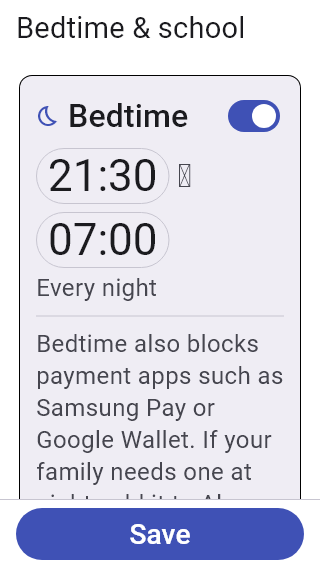 Bedtime & school
Bedtime
21:30
07:00
Every night
Bedtime also blocks
payment apps such as
Samsung Pay or
Google Wallet. If your
family needs one at
Save